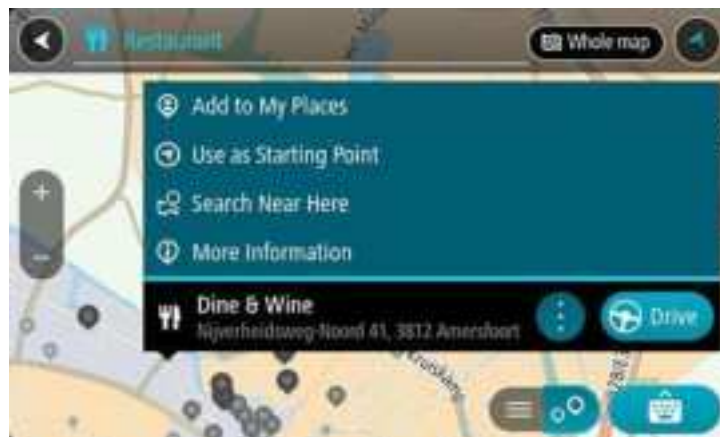 Restaurant
Whole map
Add to My Places
Use as Starting Point
Search Near Here
More Information
Dine & Wine
Nijverheidsweg-Noord 41, 3812 Amersfoort
Drive